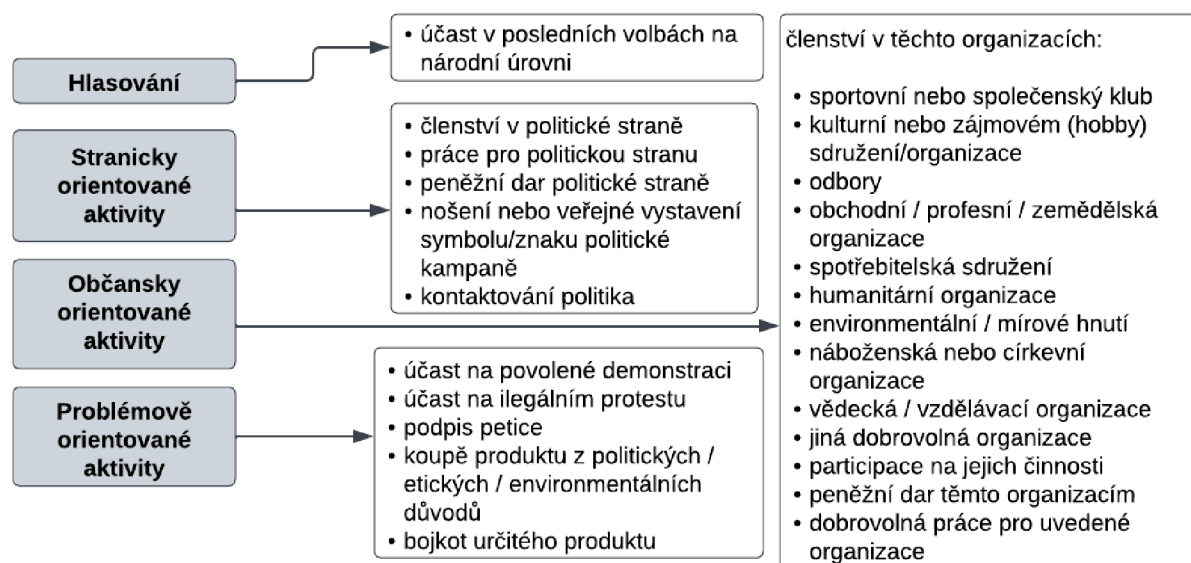 Hlasování
• účast v posledních volbách na
národní úrovni
Stranicky
orientované
aktivity
• členství v politické straně
• práce pro politickou stranu
• peněžní dar politické straně
• nošení nebo veřejné vystavení
symbolu/znaku politické
kampaně
• kontaktování politika
Občansky
orientované
aktivity
členství v těchto organizacích:
• sportovní nebo společenský klub
• kulturní nebo zájmovém (hobby)
sdružení/organizace
• odbory
• obchodní / profesní / zemědělská
organizace
• spotřebitelská sdružení
• humanitární organizace
• environmentální / mírové hnutí
• náboženská nebo církevní
organizace
• vědecká / vzdělávací organizace
• jiná dobrovolná organizace
• participace na jejich činnosti
• peněžní dar těmto organizacím
• dobrovolná práce pro uvedené
organizace
Problémově
orientované
aktivity
• účast na povolené demonstraci
• účast na ilegálním protestu
• podpis petice
• koupě produktu z politických /
etických / environmentálních
důvodů
• bojkot určitého produktu